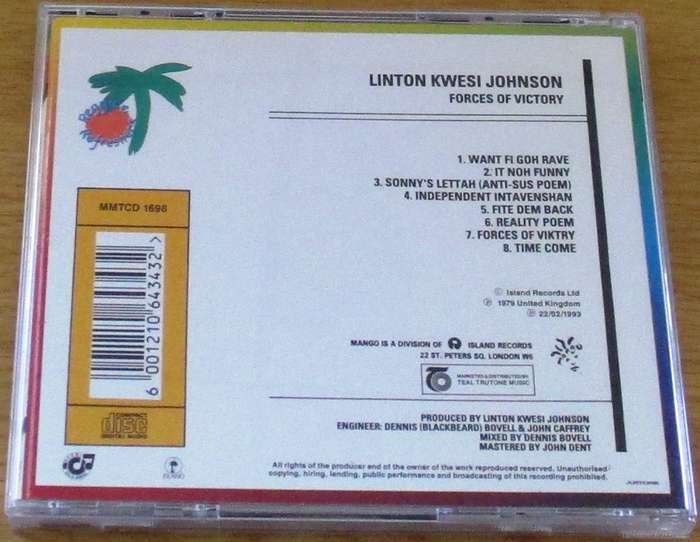 reggae
refreshers
LINTON KWESI JOHNSON
FORCES OF VICTORY
1. WANT FI GOH RAVE
2. IT NOH FUNNY
3. SONNY'S LETTAH (ANTI-SUS POEM)
4. INDEPENDENT INTAVENSHAN
5. FITE DEM BACK
6. REALITY POEM
7. FORCES OF VIKTRY
8. TIME COME
MMTCD 1698
6 001210 643432 >
COMPACT
disc
DIGITAL AUDIO
© Island Records Ltd
℗ 1979 United Kingdom
℗ 22/02/1993
MANGO IS A DIVISION OF ISLAND RECORDS
22 ST. PETERS SQ. LONDON W6
MARKETED & DISTRIBUTED BY
TEAL TRUTONE MUSIC
PRODUCED BY LINTON KWESI JOHNSON
ENGINEER: DENNIS (BLACKBEARD) BOVELL & JOHN CAFFREY
MIXED BY DENNIS BOVELL
MASTERED BY JOHN DENT
ISLAND
All rights of the producer and of the owner of the work reproduced reserved. Unauthorised
copying, hiring, lending, public performance and broadcasting of this recording prohibited.